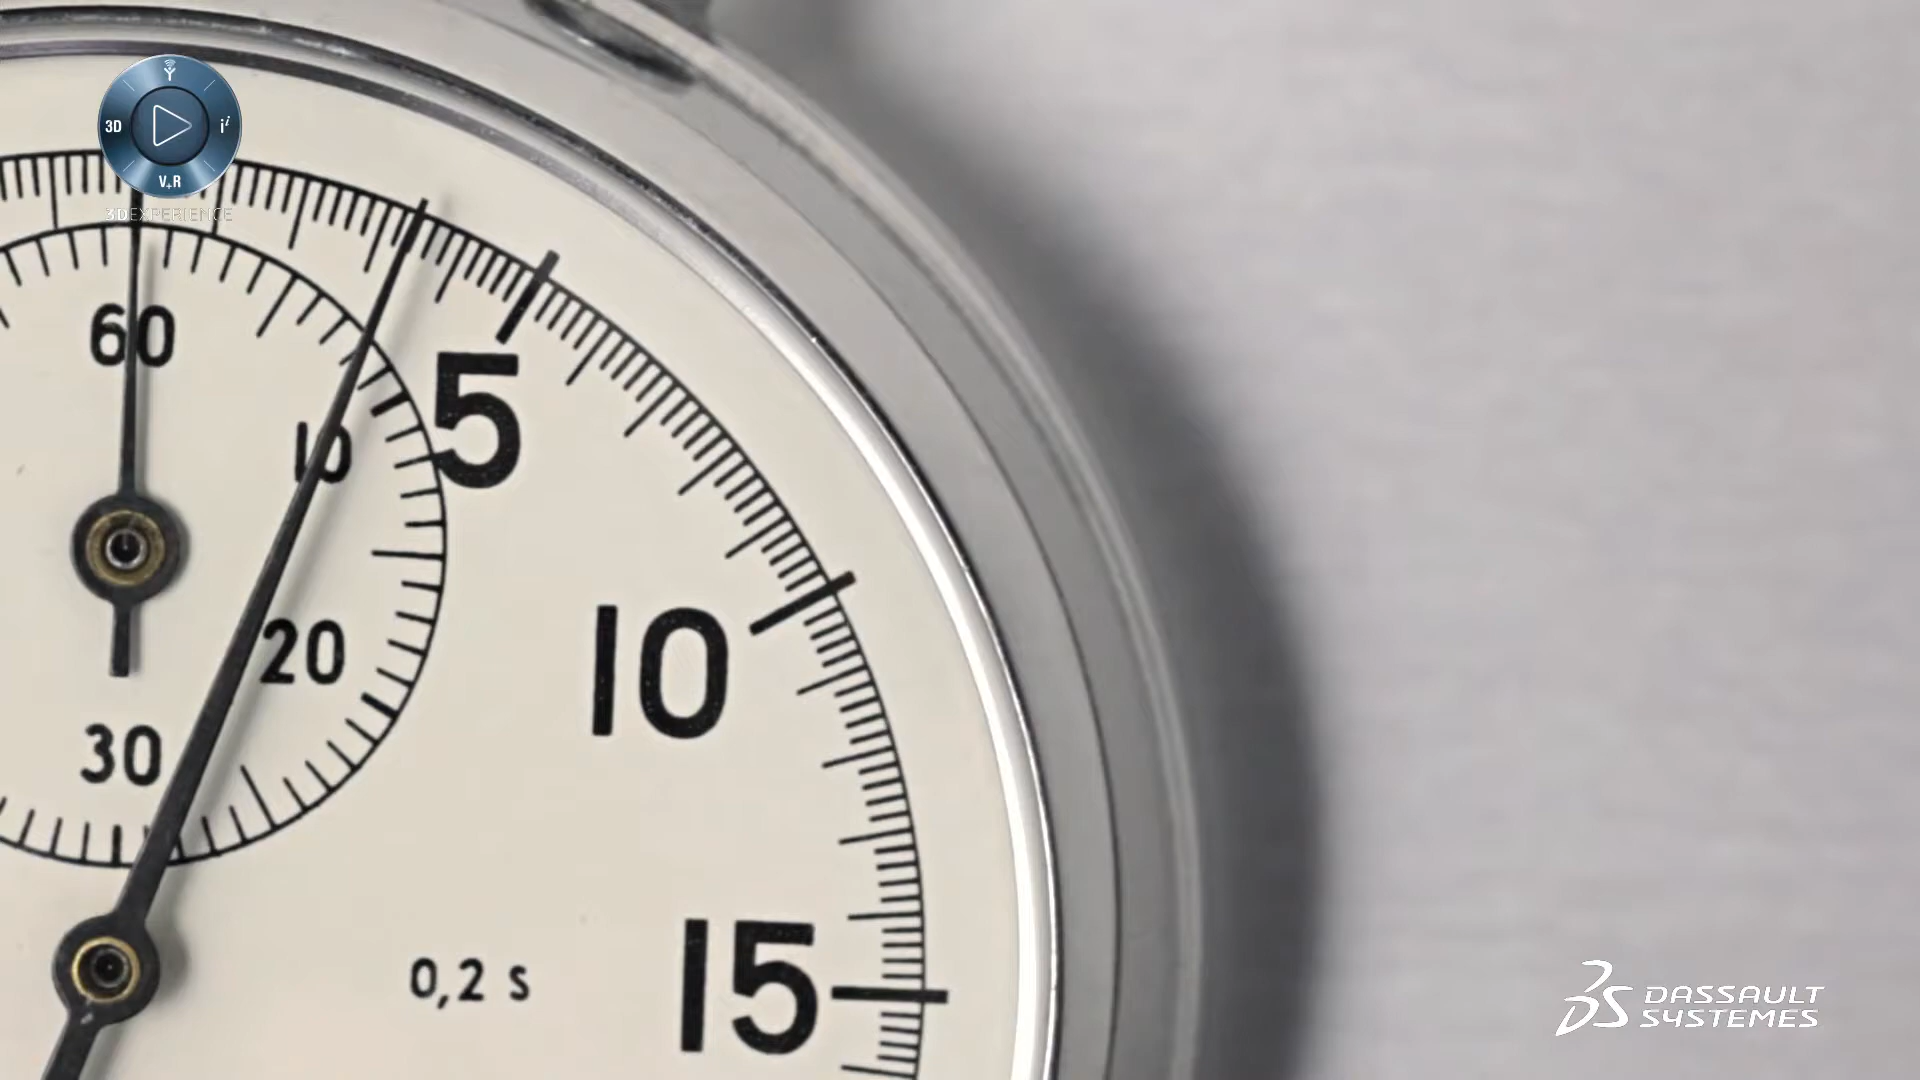 3D
i i
V+R
3DEXPERIENCE
60
5
10
10
20
30
0,2 s
15
DASSAULT
SYSTEMES